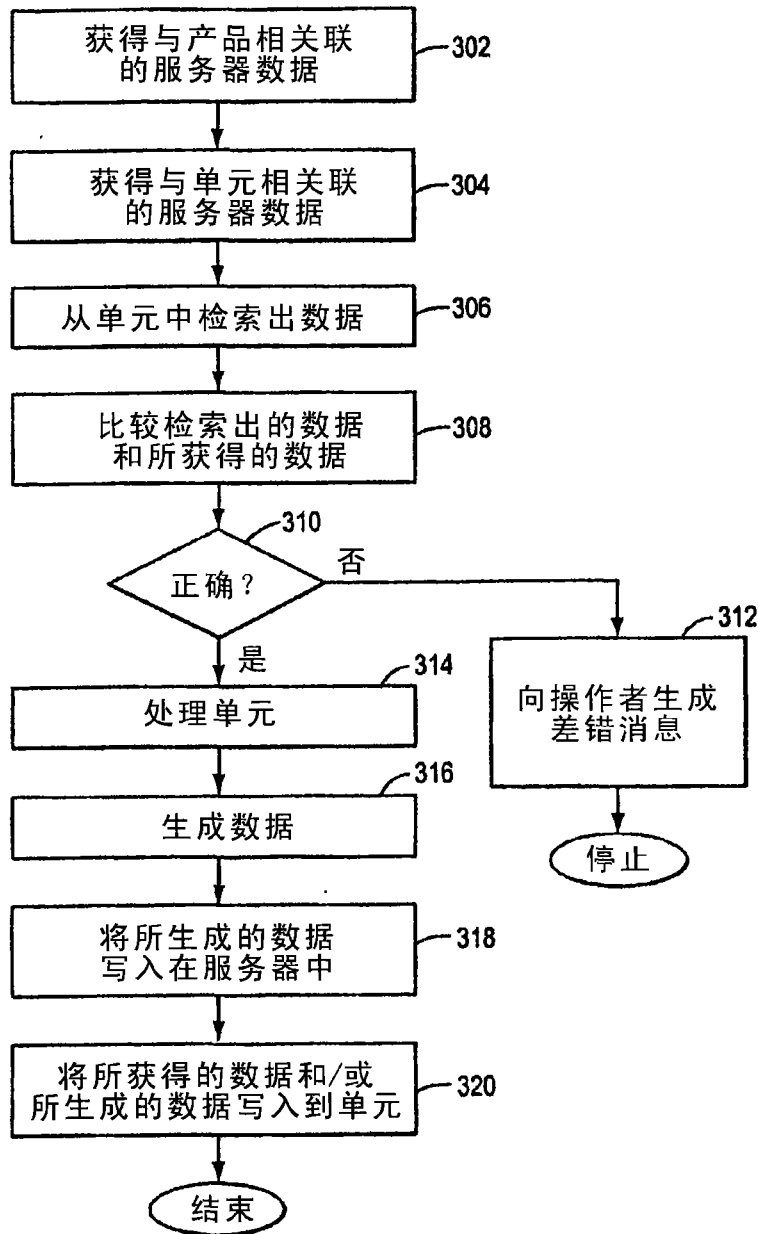 获得与产品相关联
的服务器数据
302
获得与单元相关联
的服务器数据
304
从单元中检索出数据
306
比较检索出的数据
和所获得的数据
308
310
正确?
否
是
312
向操作者生成
差错消息
停止
314
处理单元
316
生成数据
将所生成的数据
写入在服务器中
318
将所获得的数据和/或
所生成的数据写入到单元
320
结束